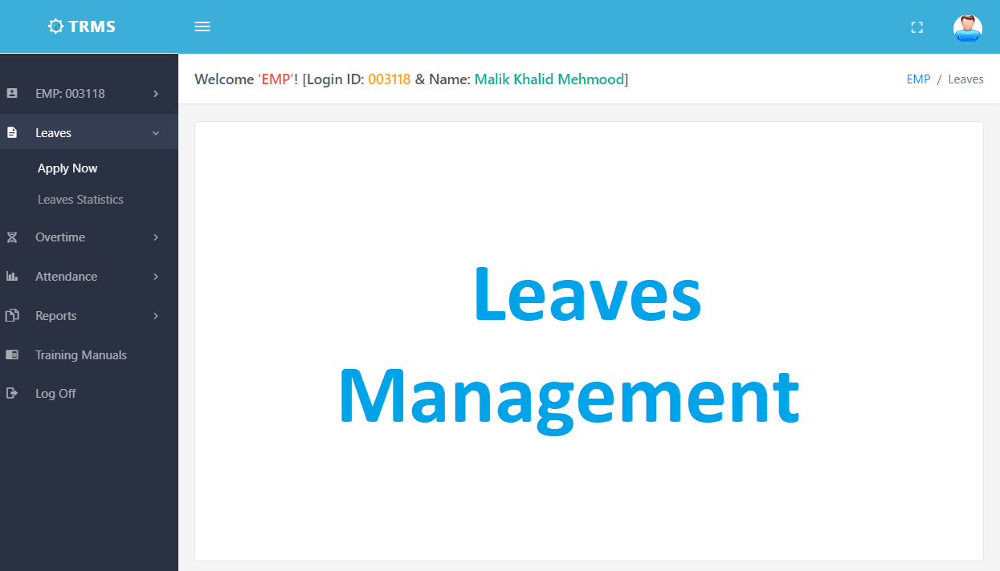 TRMS
Welcome 'EMP'! [Login ID: 003118 & Name: Malik Khalid Mehmood]
EMP / Leaves
EMP: 003118
Leaves
Apply Now
Leaves Statistics
Overtime
Attendance
Reports
Training Manuals
Log Off
Leaves
Management